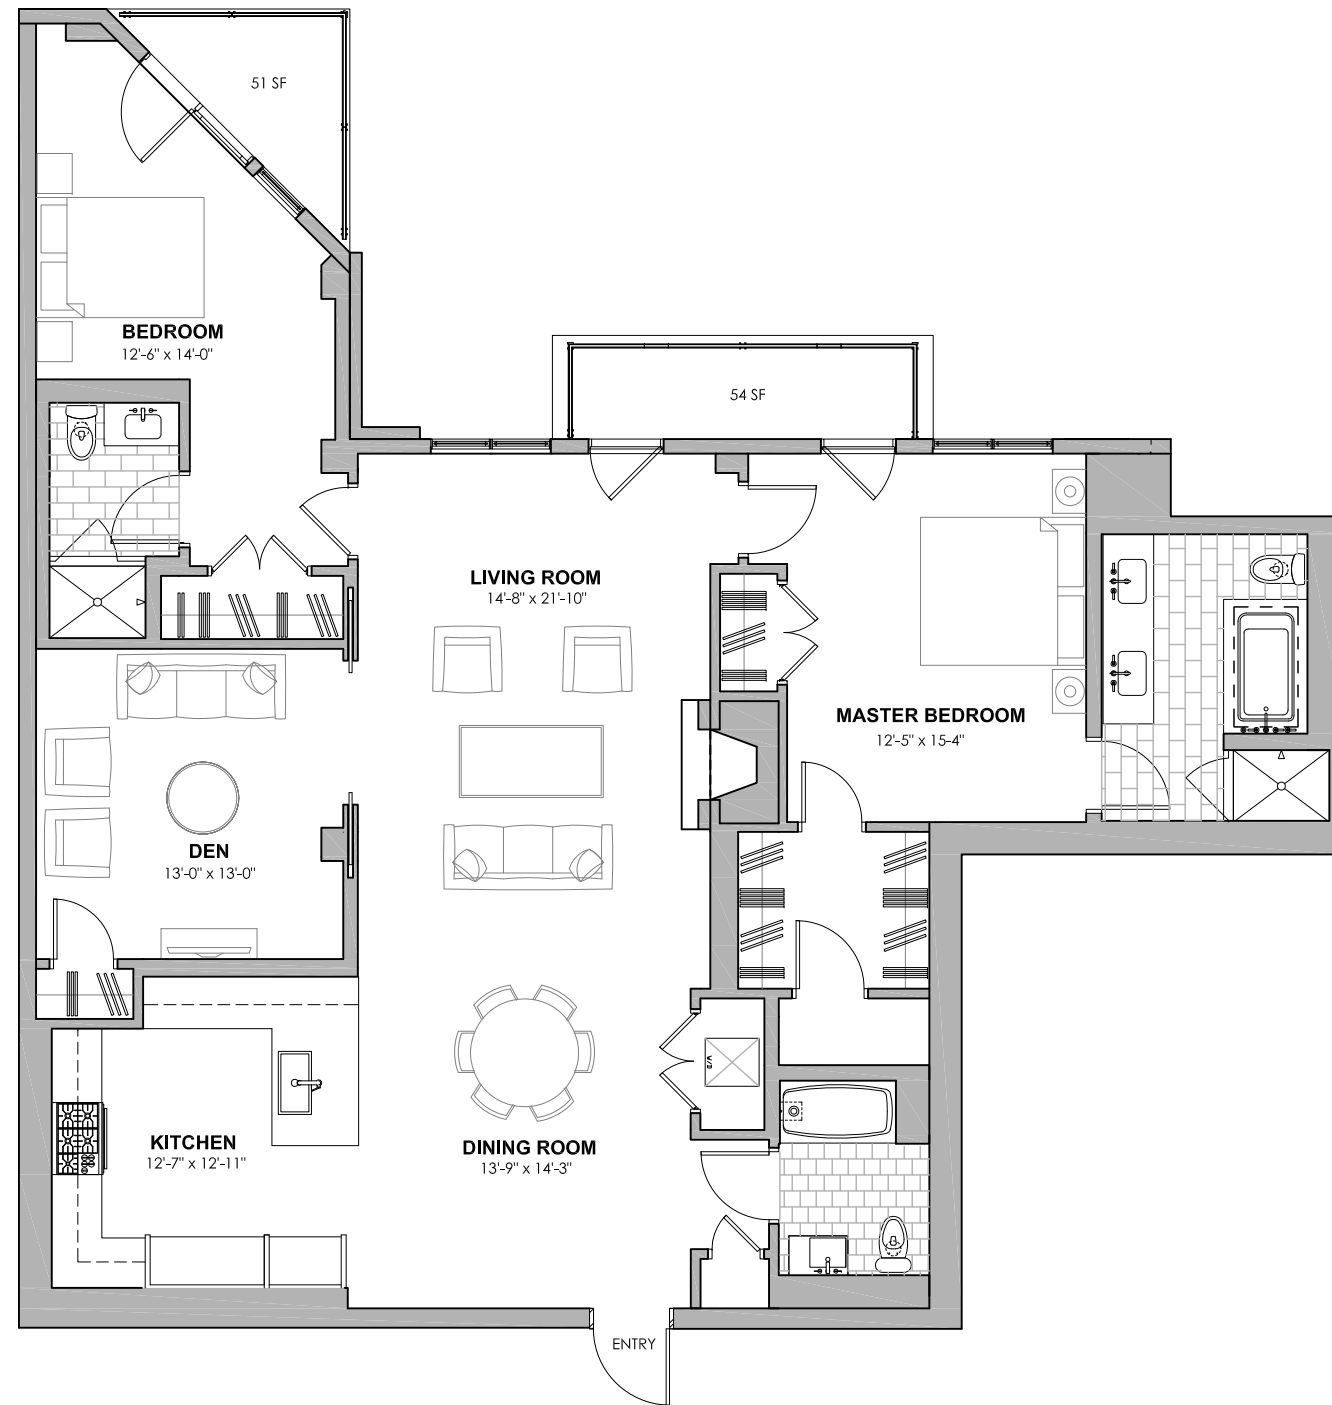 51 SF
BEDROOM
12'-6" x 14'-0"
54 SF
LIVING ROOM
14'-8" x 21'-10"
MASTER BEDROOM
12'-5" x 15-4"
DEN
13'-0" x 13'-0"
W/D
KITCHEN
12'-7" x 12'-11"
DINING ROOM
13'-9" x 14'-3"
ENTRY